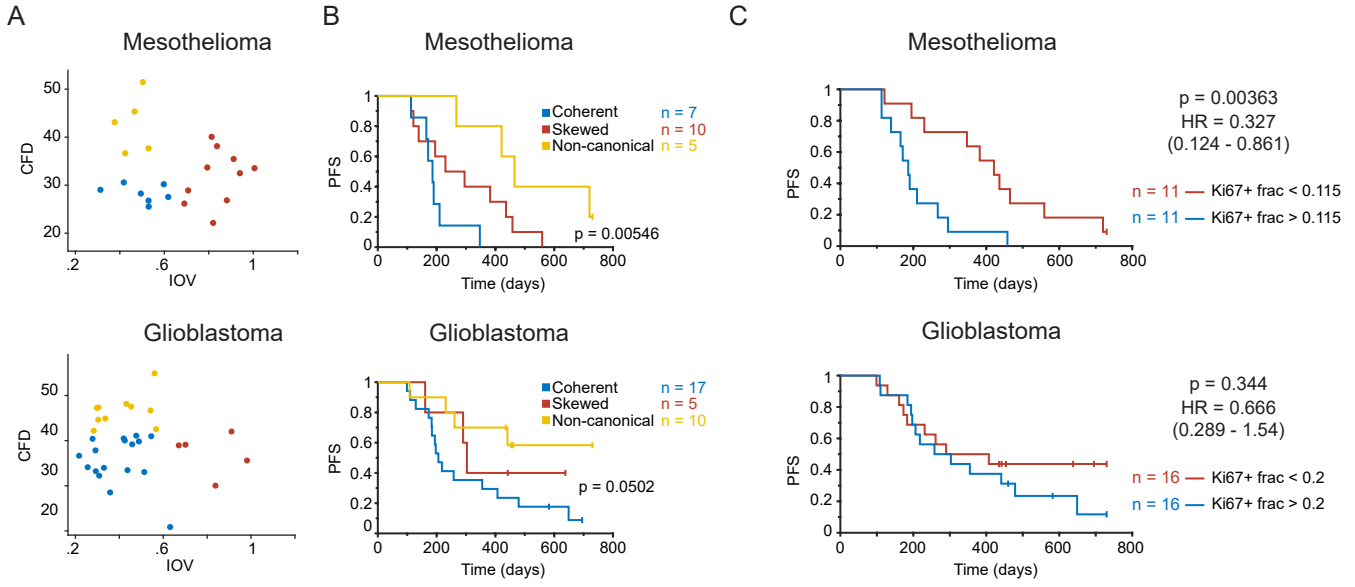 A
B
C
Mesothelioma
50
40
30
20
CFD
.2
.6
1
IOV
Mesothelioma
1
0.8
0.6
0.4
0.2
0
PFS
0
200
400
600
800
Time (days)
Coherent n = 7
Skewed n = 10
Non-canonical n = 5
p = 0.00546
Mesothelioma
1
0.8
0.6
0.4
0.2
0
PFS
0
200
400
600
800
Time (days)
p = 0.00363
HR = 0.327
(0.124 - 0.861)
n = 11 — Ki67+ frac < 0.115
n = 11 — Ki67+ frac > 0.115
Glioblastoma
50
40
30
20
CFD
.2
.6
1
IOV
Glioblastoma
1
0.8
0.6
0.4
0.2
0
PFS
0
200
400
600
800
Time (days)
Coherent n = 17
Skewed n = 5
Non-canonical n = 10
p = 0.0502
Glioblastoma
1
0.8
0.6
0.4
0.2
0
PFS
0
200
400
600
800
Time (days)
p = 0.344
HR = 0.666
(0.289 - 1.54)
n = 16 — Ki67+ frac < 0.2
n = 16 — Ki67+ frac > 0.2